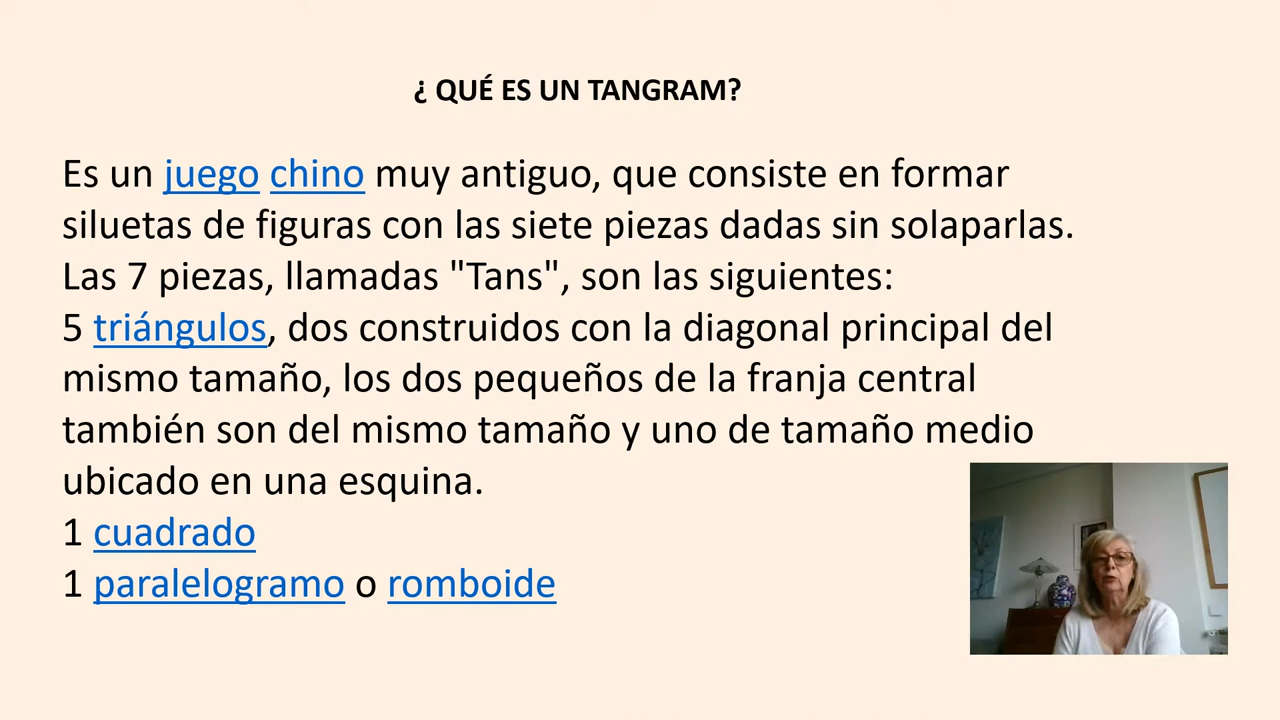 ¿ QUÉ ES UN TANGRAM?
Es un juego chino muy antiguo, que consiste en formar
siluetas de figuras con las siete piezas dadas sin solaparlas.
Las 7 piezas, llamadas "Tans", son las siguientes:
5 triángulos, dos construidos con la diagonal principal del
mismo tamaño, los dos pequeños de la franja central
también son del mismo tamaño y uno de tamaño medio
ubicado en una esquina.
1 cuadrado
1 paralelogramo o romboide